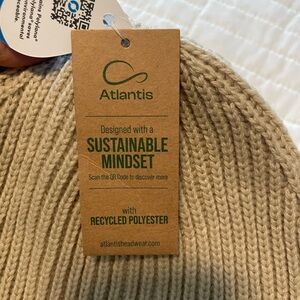 Atlantis
Designed with a
SUSTAINABLE
MINDSET
Scan the QR Code to discover more
with
RECYCLED POLYESTER
atlantisheadwear.com